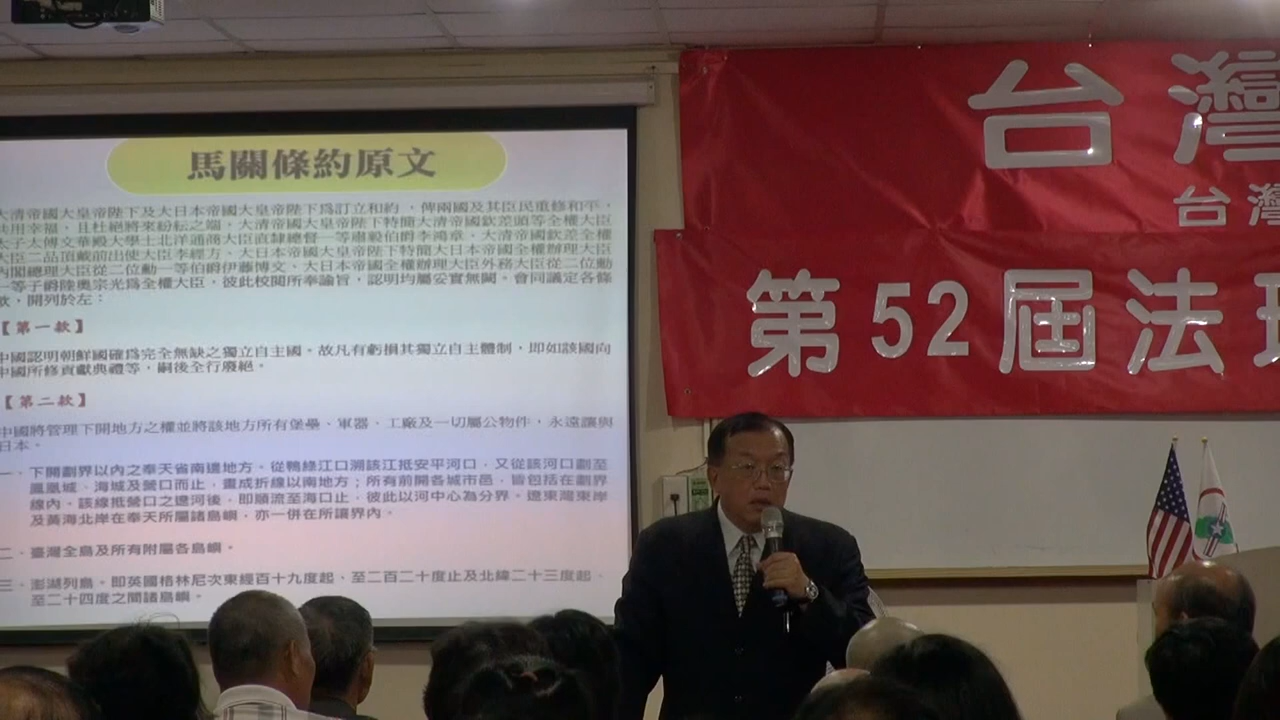 馬關條約原文
大清帝國大皇帝陛下及大日本帝國大皇帝陛下爲訂立和約、俾兩國及其臣民重修和平，
共用幸福，且杜絕將來紛紜之端，大清帝國大皇帝陛下特簡大清帝國欽差頭等全權大臣
太子太傅文華殿大學士北洋通商大臣直隸總督一等肅毅伯爵李鴻章、大清帝國欽差全權
大臣二品頂戴前出使大臣李經方、大日本帝國大皇帝陛下特簡大日本帝國全權辦理大臣
內閣總理大臣從二位勳一等伯爵伊藤博文、大日本帝國全權辦理大臣外務大臣從二位勳
一等子爵陸奧宗光爲全權大臣，彼此校閱所奉諭旨，認明均屬妥實無闕。會同議定各條
款，開列於左：
【第一款】
中國認明朝鮮國確爲完全無缺之獨立自主國。故凡有虧損其獨立自主體制，即如該國向
中國所修貢獻典禮等，嗣後全行廢絕。
【第二款】
中國將管理下開地方之權並將該地方所有堡壘、軍器、工廠及一切屬公物件，永遠讓與
日本。
一、下開劃界以內之奉天省南邊地方。從鴨綠江口溯該江抵安平河口，又從該河口劃至
鳳凰城、海城及營口而止，畫成折線以南地方；所有前開各城市邑，皆包括在劃界
線內。該線抵營口之遼河後，即順流至海口止，彼此以河中心為分界。遼東灣東岸
及黃海北岸在奉天所屬諸島嶼，亦一併在所讓界內。
二、臺灣全島及所有附屬各島嶼。
三、澎湖列島。即英國格林尼次東經百十九度起、至二百二十度止及北緯二十三度起、
至二十四度之間諸島嶼。
台灣
台灣
第52屆法理